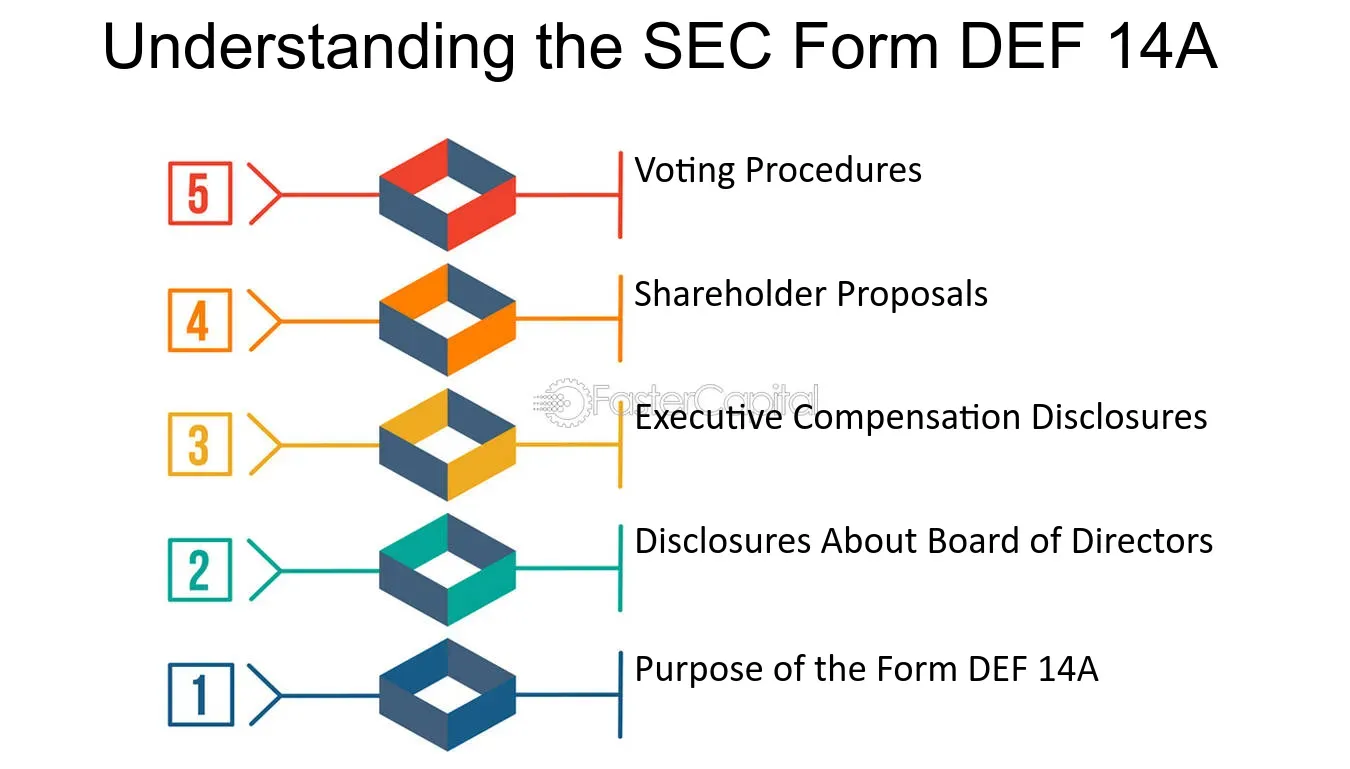 Understanding the SEC Form DEF 14A
5
Voting Procedures
4
Shareholder Proposals
FasterCapital
3
Executive Compensation Disclosures
2
Disclosures About Board of Directors
1
Purpose of the Form DEF 14A